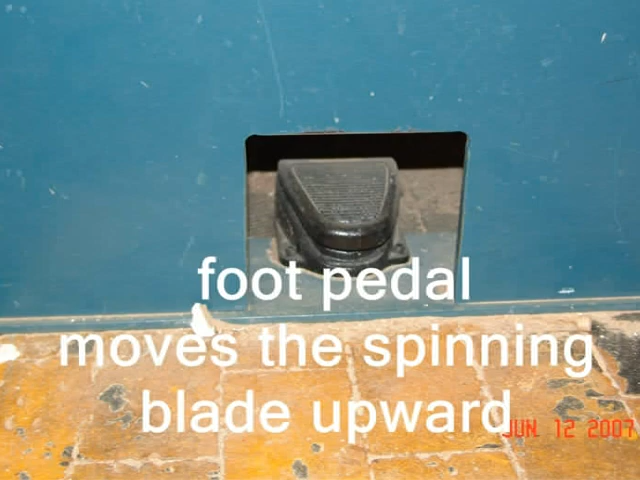 foot pedal
moves the spinning
blade upward
JUN 12 2007